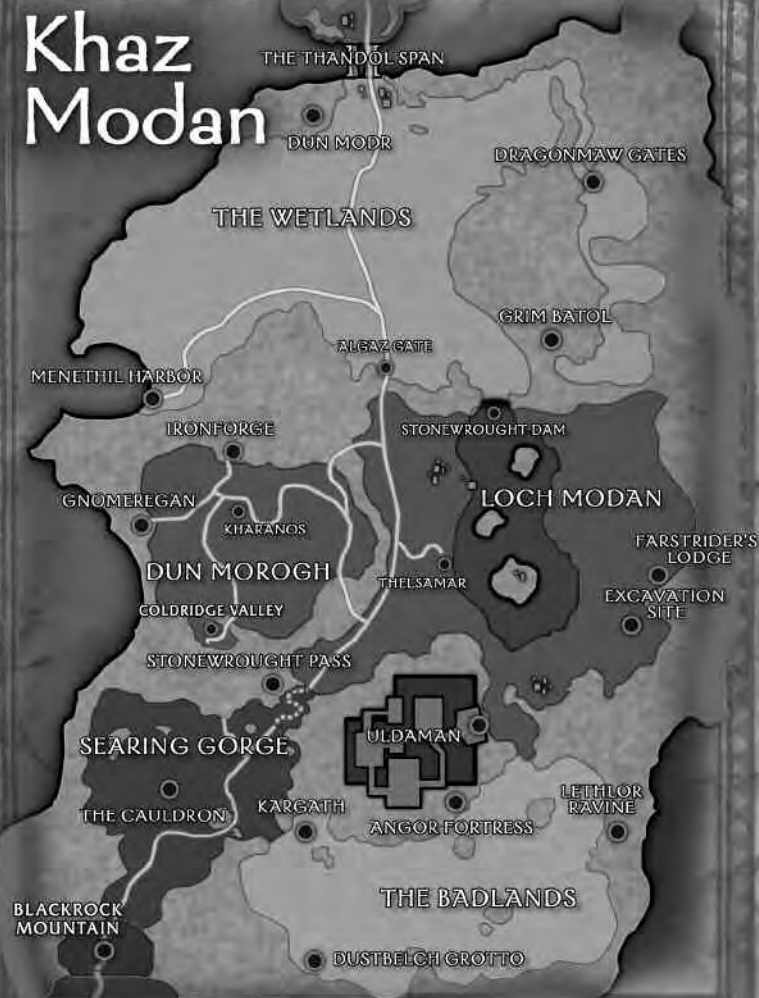 Khaz
Modan
THE THANDOL SPAN
DUN MODR
DRAGONMAW GATES
THE WETLANDS
GRIM BATOL
ALGAZ GATE
MENETHIL HARBOR
IRONFORGE
STONEWROUGHT DAM
GNOMEREGAN
LOCH MODAN
KHARANOS
FARSTRIDER'S
LODGE
DUN MOROGH
THELSAMAR
EXCAVATION
SITE
COLDRIDGE VALLEY
STONEWROUGHT PASS
ULDAMAN
SEARING GORGE
THE CAULDRON
KARGATH
ANGOR FORTRESS
LETHLOR
RAVINE
THE BADLANDS
BLACKROCK
MOUNTAIN
DUSTBELCH GROTTO